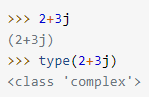 >>> 2+3j
(2+3j)
>>> type(2+3j)
<class 'complex'>